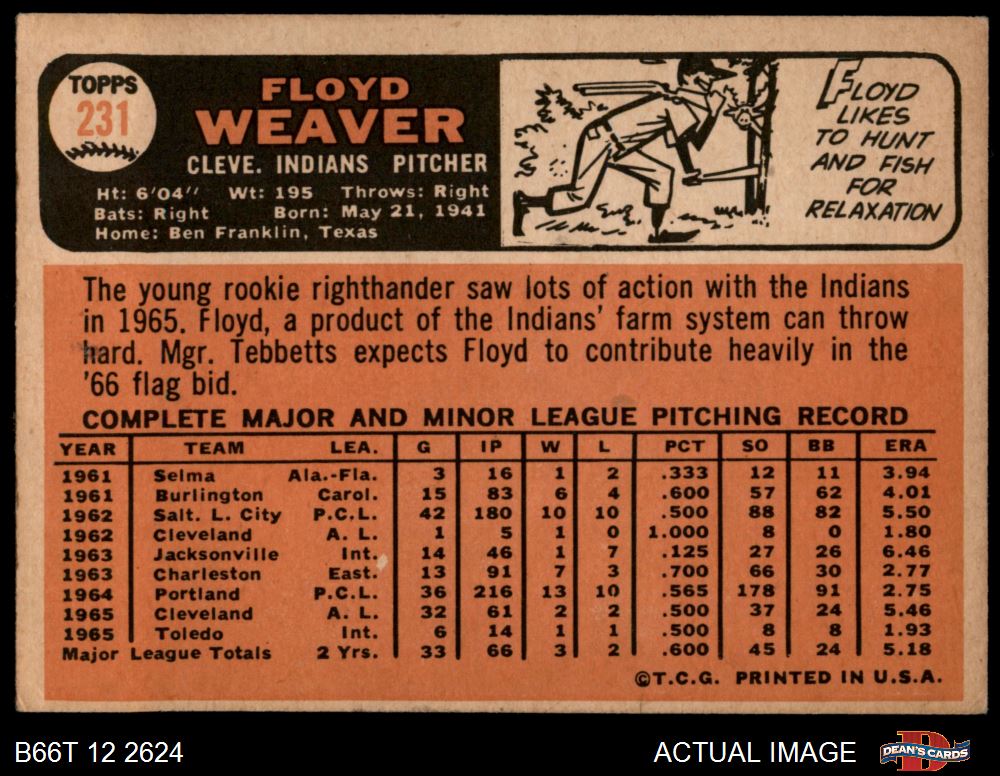 TOPPS
231
FLOYD
WEAVER
CLEVE. INDIANS PITCHER
Ht: 6'04" Wt: 195 Throws: Right
Bats: Right Born: May 21, 1941
Home: Ben Franklin, Texas
FLOYD
LIKES
TO HUNT
AND FISH
FOR
RELAXATION
The young rookie righthander saw lots of action with the Indians
in 1965. Floyd, a product of the Indians' farm system can throw
hard. Mgr. Tebbetts expects Floyd to contribute heavily in the
'66 flag bid.
COMPLETE MAJOR AND MINOR LEAGUE PITCHING RECORD
YEAR TEAM LEA. G IP W L PCT SO BB ERA
1961 Selma Ala.-Fla. 3 16 1 2 .333 12 11 3.94
1961 Burlington Carol. 15 83 6 4 .600 57 62 4.01
1962 Salt. L. City P.C.L. 42 180 10 10 .500 88 82 5.50
1962 Cleveland A. L. 1 5 1 0 1.000 8 0 1.80
1963 Jacksonville Int. 14 46 1 7 .125 27 26 6.46
1963 Charleston East. 13 91 7 3 .700 66 30 2.77
1964 Portland P.C.L. 36 216 13 10 .565 178 91 2.75
1965 Cleveland A. L. 32 61 2 2 .500 37 24 5.46
1965 Toledo Int. 6 14 1 1 .500 8 8 1.93
Major League Totals 2 Yrs. 33 66 3 2 .600 45 24 5.18
©T.C.G. PRINTED IN U.S.A.
B66T 12 2624
ACTUAL IMAGE
D
DEAN'S CARDS